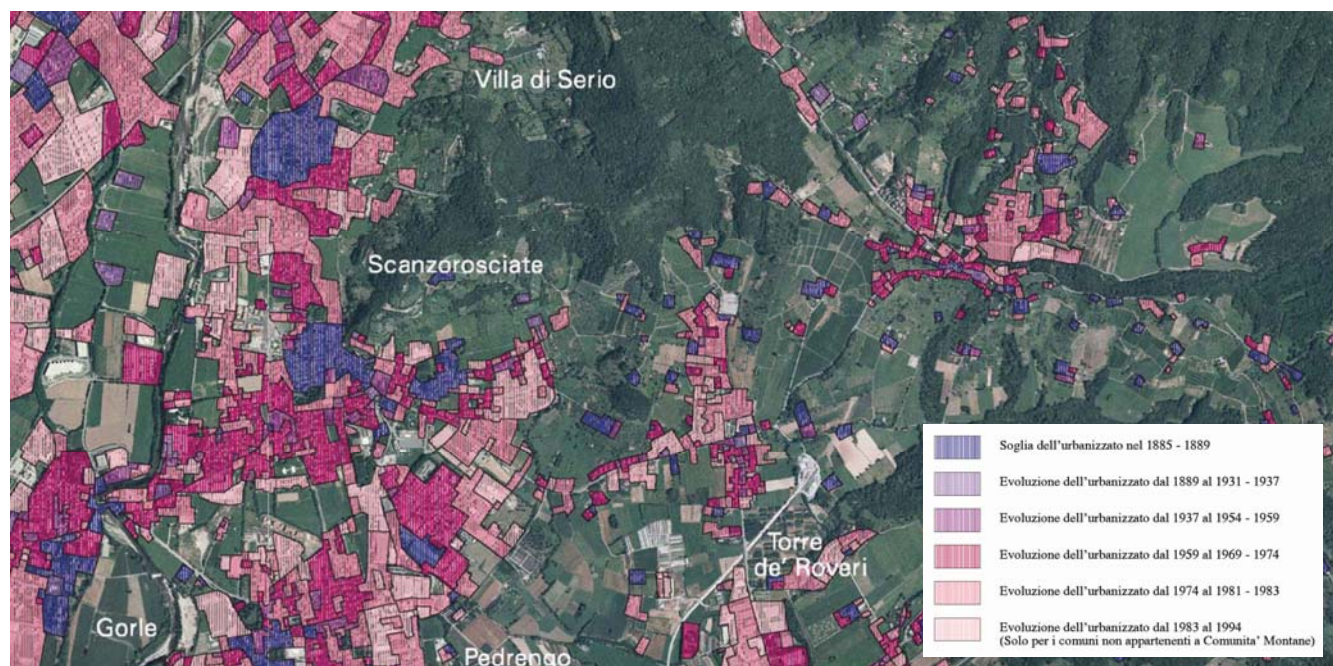 Villa di Serio
Scanzorosciate
Torre
de' Roveri
Gorle
Pedrengo
Soglia dell'urbanizzato nel 1885 - 1889
Evoluzione dell'urbanizzato dal 1889 al 1931 - 1937
Evoluzione dell'urbanizzato dal 1937 al 1954 - 1959
Evoluzione dell'urbanizzato dal 1959 al 1969 - 1974
Evoluzione dell'urbanizzato dal 1974 al 1981 - 1983
Evoluzione dell'urbanizzato dal 1983 al 1994
(Solo per i comuni non appartenenti a Comunita' Montane)